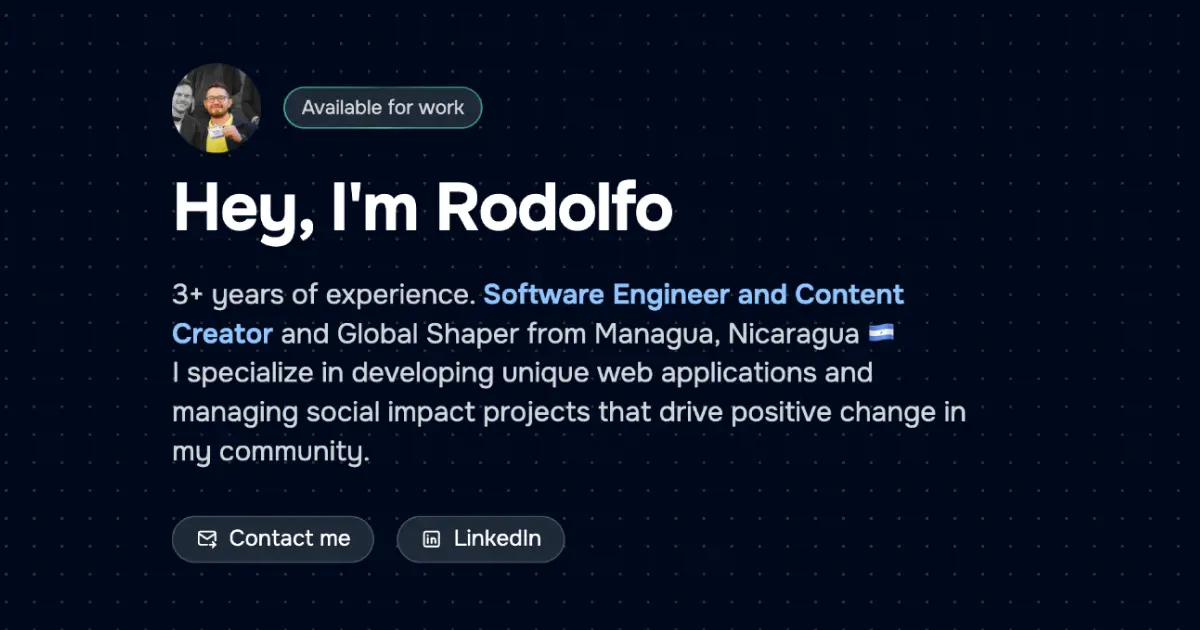 Available for work
Hey, I'm Rodolfo
3+ years of experience. Software Engineer and Content
Creator and Global Shaper from Managua, Nicaragua 🇳🇮
I specialize in developing unique web applications and
managing social impact projects that drive positive change in
my community.
Contact me
LinkedIn